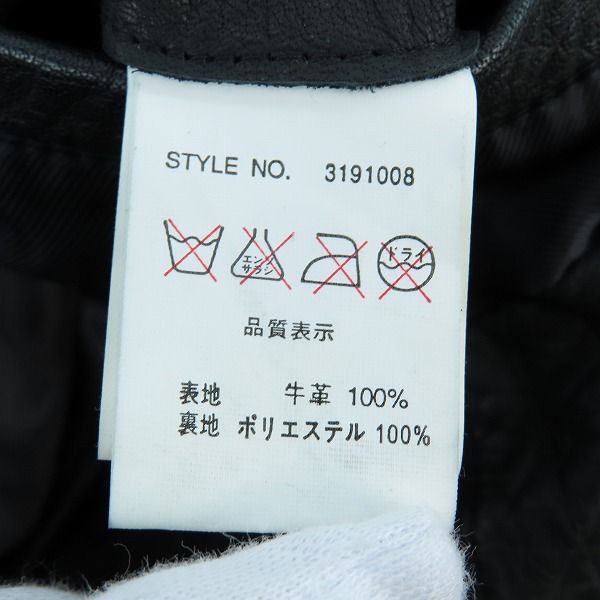 STYLE NO. 3191008
エンソサラシ ドライ
品質表示
表地 牛革 100%
裏地 ポリエステル 100%